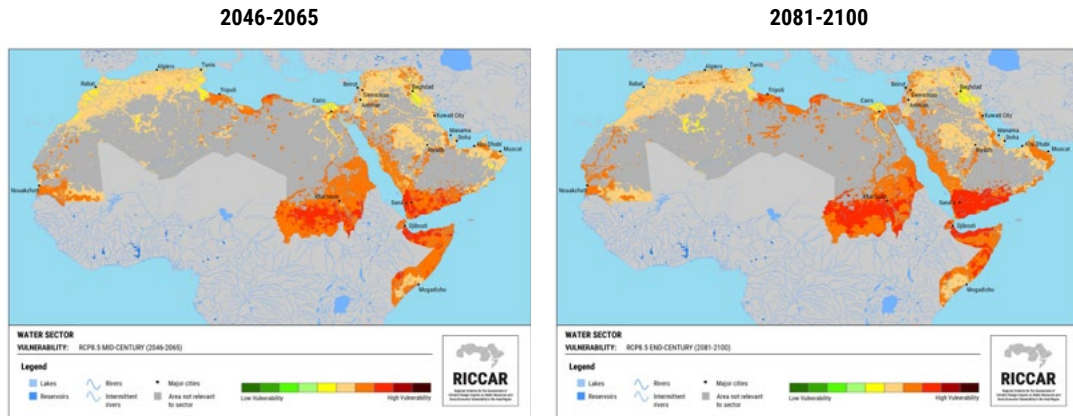 2046-2065
2081-2100
Algiers
Tunis
Rabat
Tripoli
Beirut
Damascus
Baghdad
Amman
Cairo
Kuwait City
Manama
Doha
Riyadh
Abu Dhabi
Muscat
Nouakchott
Khartoum
Sana'a
Djibouti
Mogadishu
WATER SECTOR
VULNERABILITY: RCP8.5 MID-CENTURY (2046-2065)
Legend
Lakes
Rivers
Major cities
Reservoirs
Intermittent
rivers
Area not relevant
to sector
Low Vulnerability
High Vulnerability
RICCAR
Algiers
Tunis
Rabat
Tripoli
Beirut
Damascus
Baghdad
Amman
Cairo
Kuwait City
Manama
Doha
Riyadh
Abu Dhabi
Muscat
Nouakchott
Khartoum
Sana'a
Djibouti
Mogadishu
WATER SECTOR
VULNERABILITY: RCP8.5 END-CENTURY (2081-2100)
Legend
Lakes
Rivers
Major cities
Reservoirs
Intermittent
rivers
Area not relevant
to sector
Low Vulnerability
High Vulnerability
RICCAR